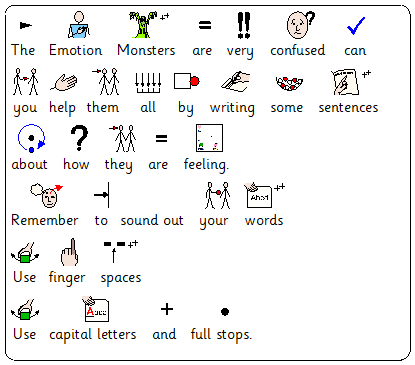 The Emotion Monsters are very confused can
you help them all by writing some sentences
about how they are feeling.
Remember to sound out your words
Use finger spaces
Use capital letters and full stops.